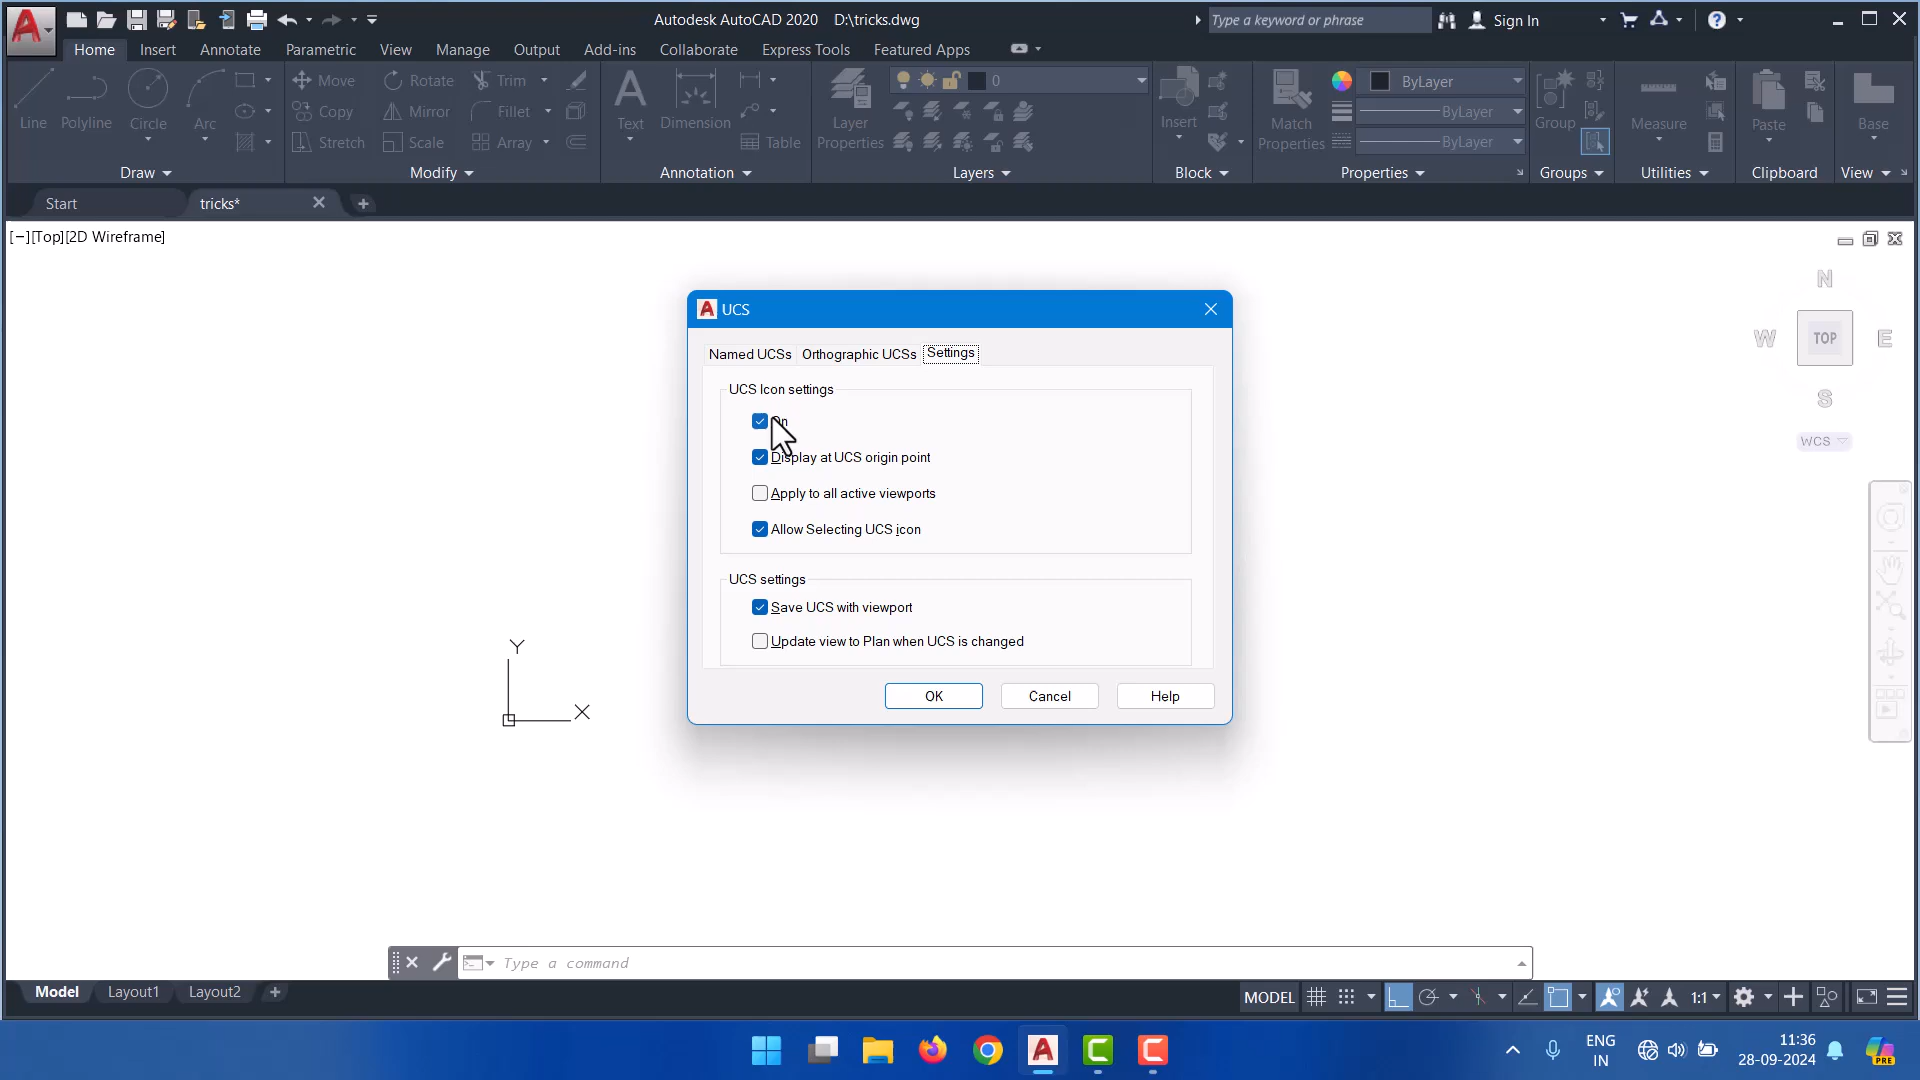 Autodesk AutoCAD 2020 D:\tricks.dwg
Type a keyword or phrase
Sign In
Home Insert Annotate Parametric View Manage Output Add-ins Collaborate Express Tools Featured Apps
Line Polyline Circle Arc
Move Rotate Trim
Copy Mirror Fillet
Stretch Scale Array
Text Dimension Table
Layer
Properties
0
Insert
Match
Properties
ByLayer
ByLayer
ByLayer
Group
Measure
Paste
Base
Draw Modify Annotation Layers Block Properties Groups Utilities Clipboard View
Start tricks*
[−][Top][2D Wireframe]
N
W TOP E
S
WCS
UCS
Named UCSs Orthographic UCSs Settings
UCS Icon settings
Display at UCS origin point
Apply to all active viewports
Allow Selecting UCS icon
UCS settings
Save UCS with viewport
Update view to Plan when UCS is changed
OK Cancel Help
Y
X
Type a command
Model Layout1 Layout2
MODEL 1:1
ENG
IN
11:36
28-09-2024
PRE